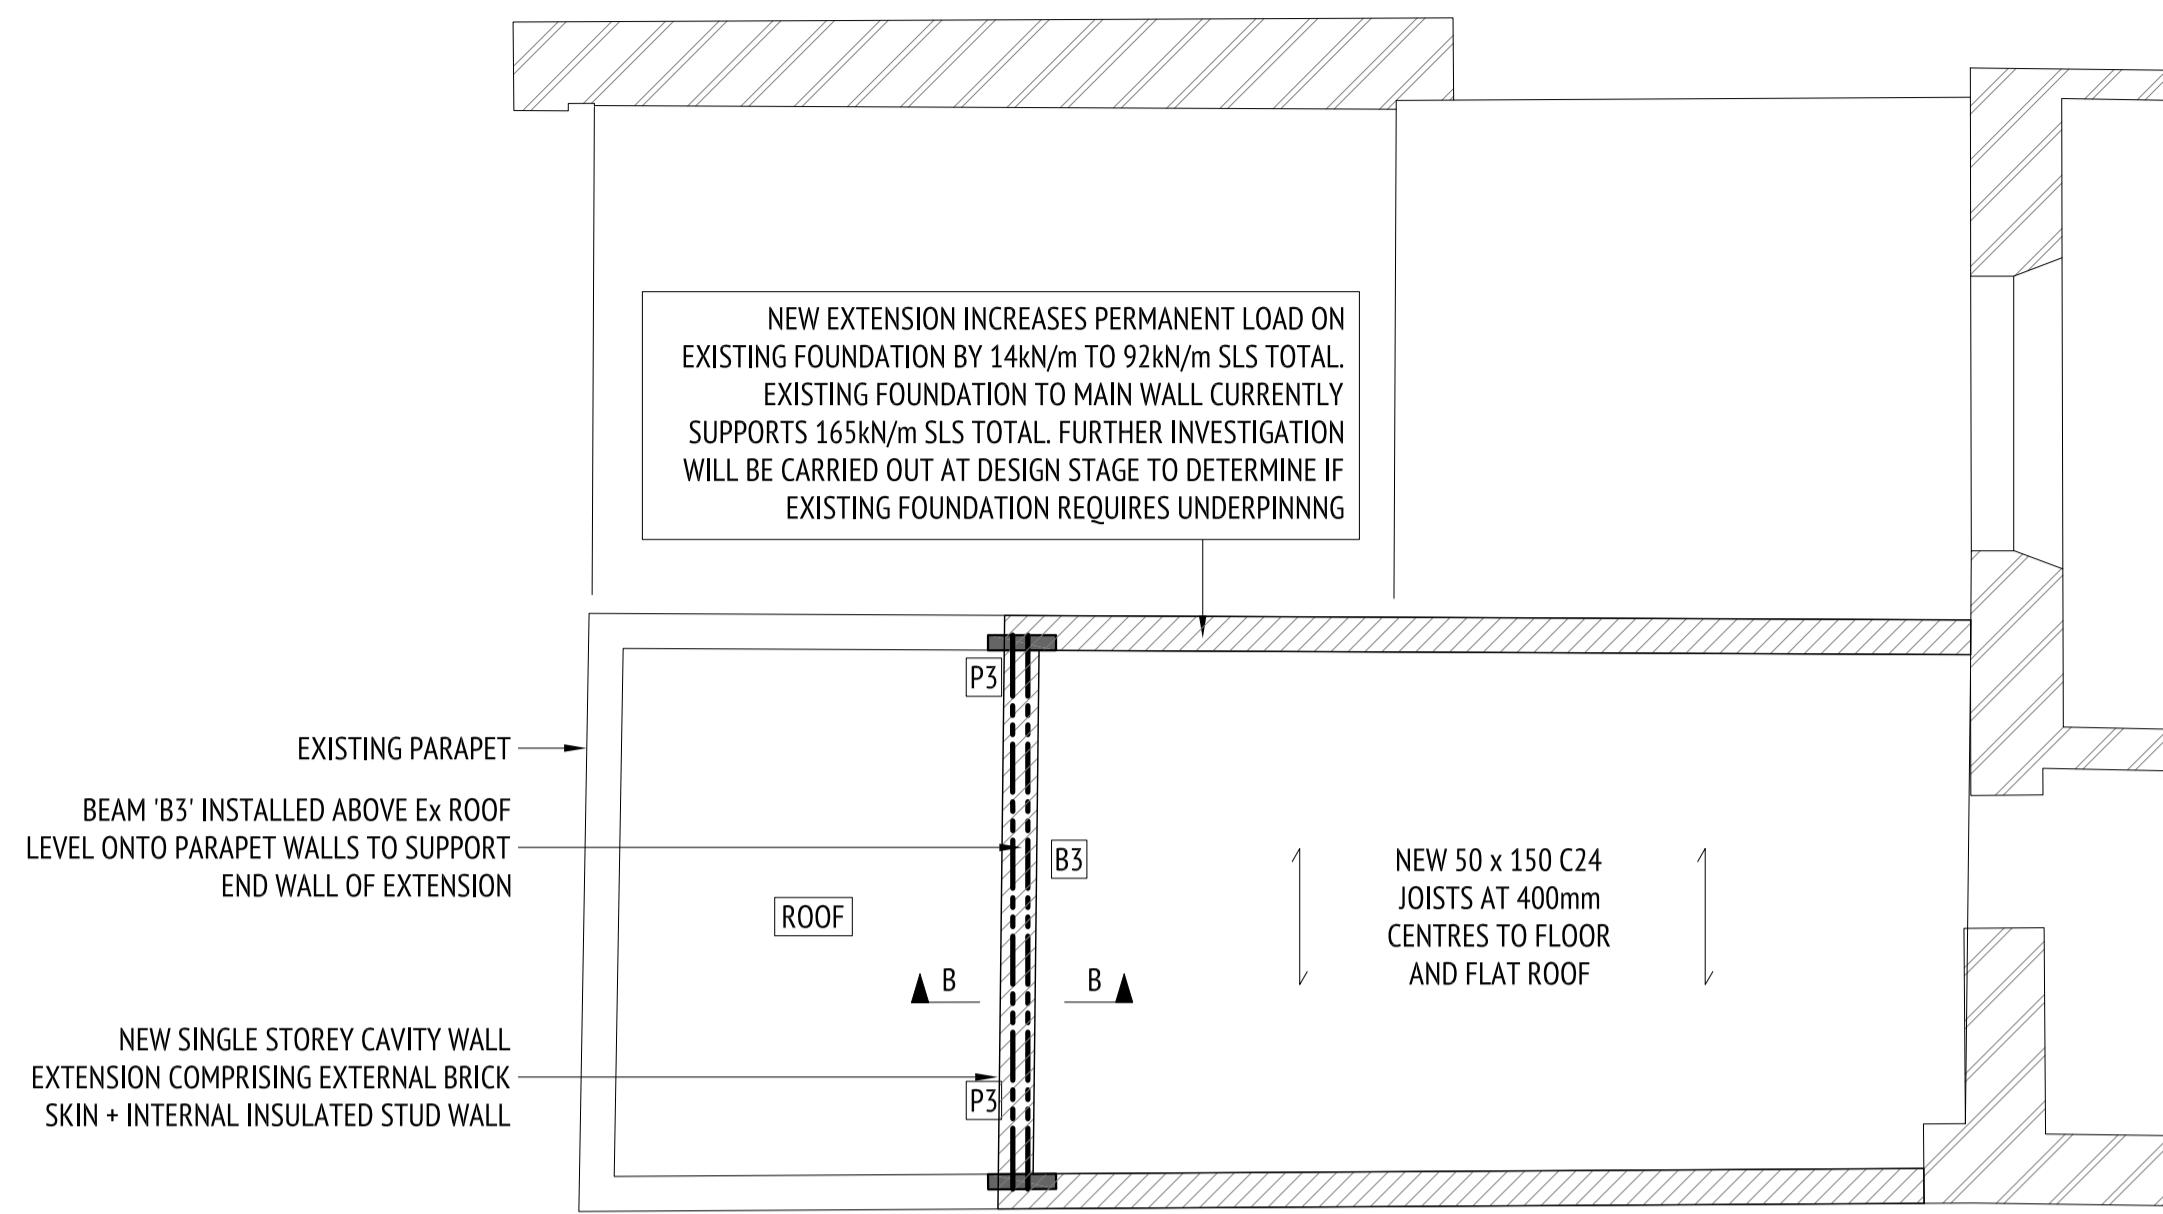 NEW EXTENSION INCREASES PERMANENT LOAD ON
EXISTING FOUNDATION BY 14kN/m TO 92kN/m SLS TOTAL.
EXISTING FOUNDATION TO MAIN WALL CURRENTLY
SUPPORTS 165kN/m SLS TOTAL. FURTHER INVESTIGATION
WILL BE CARRIED OUT AT DESIGN STAGE TO DETERMINE IF
EXISTING FOUNDATION REQUIRES UNDERPINNNG
P3
EXISTING PARAPET
BEAM 'B3' INSTALLED ABOVE Ex ROOF
LEVEL ONTO PARAPET WALLS TO SUPPORT
END WALL OF EXTENSION
B3
NEW 50 x 150 C24
JOISTS AT 400mm
CENTRES TO FLOOR
AND FLAT ROOF
ROOF
B
B
NEW SINGLE STOREY CAVITY WALL
EXTENSION COMPRISING EXTERNAL BRICK
SKIN + INTERNAL INSULATED STUD WALL
P3